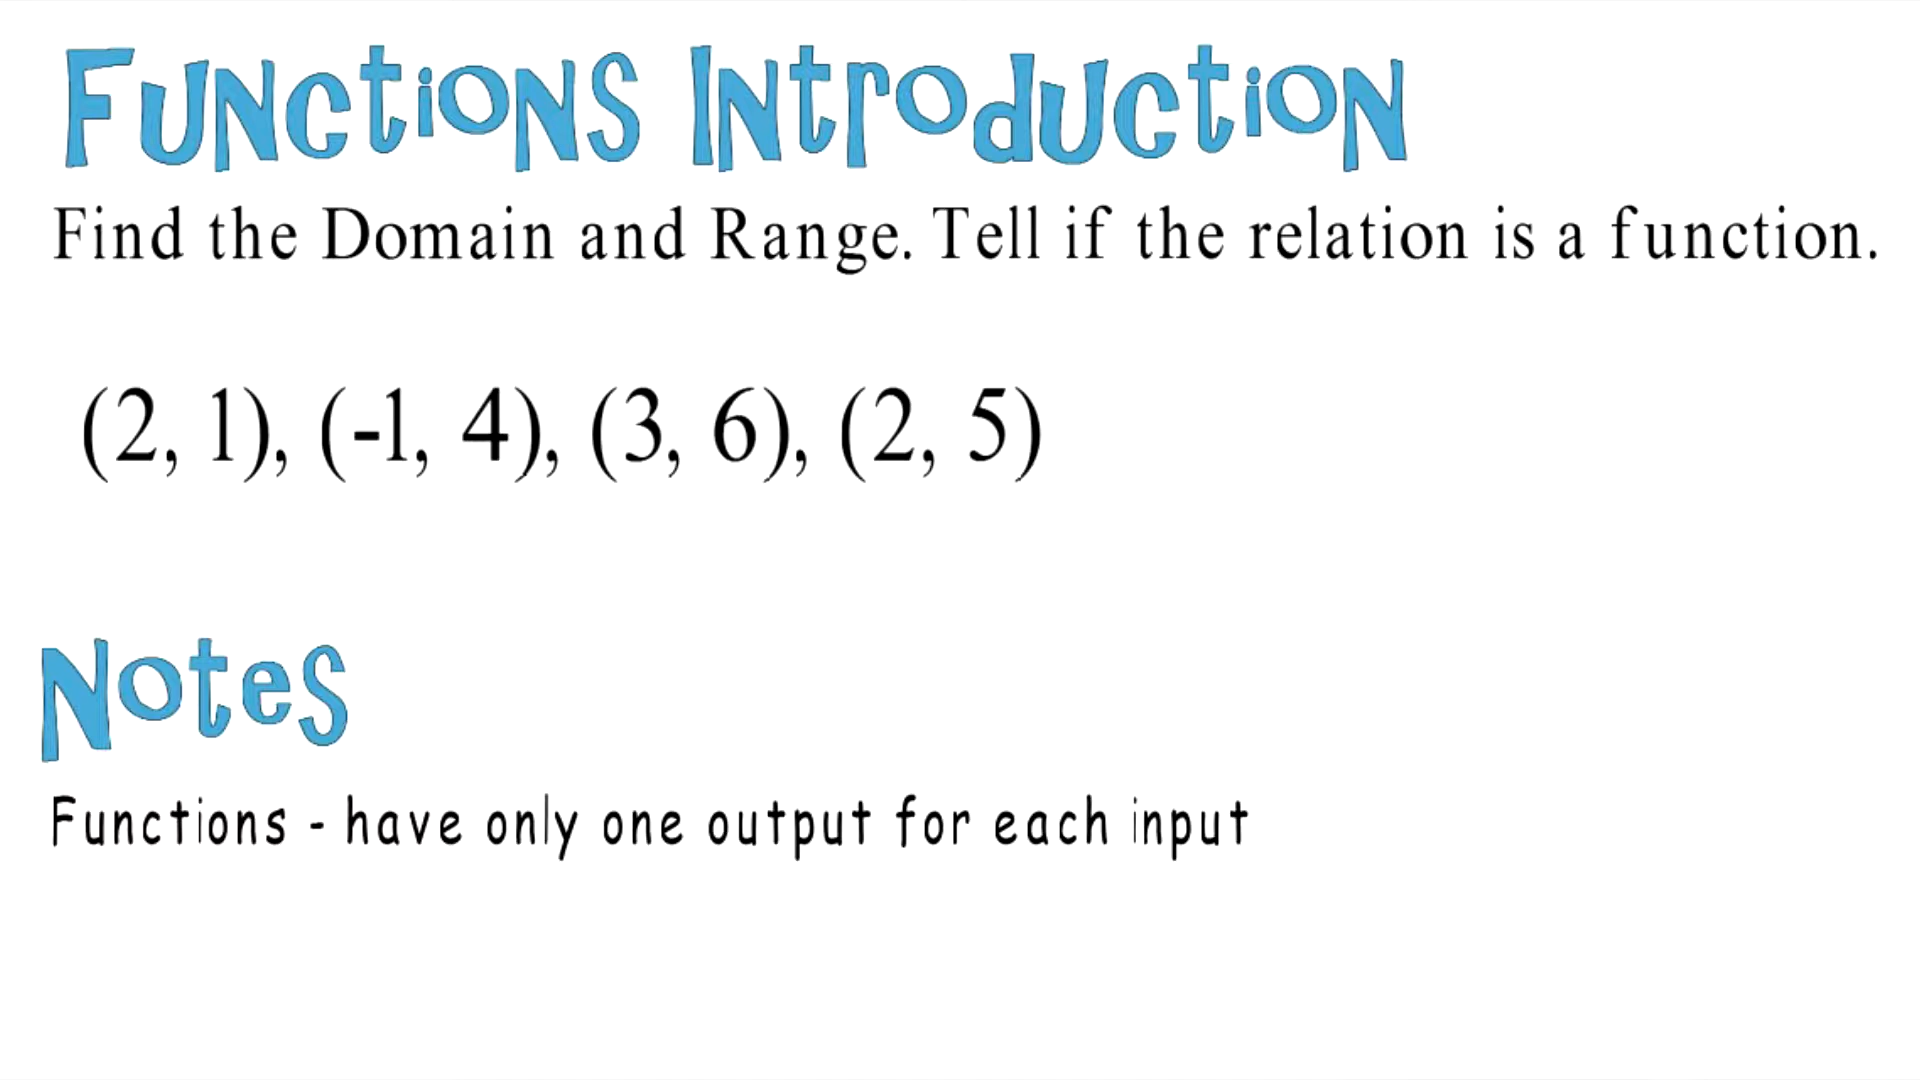 Functions Introduction
Find the Domain and Range. Tell if the relation is a function.
(2, 1), (-1, 4), (3, 6), (2, 5)
Notes
Functions - have only one output for each input